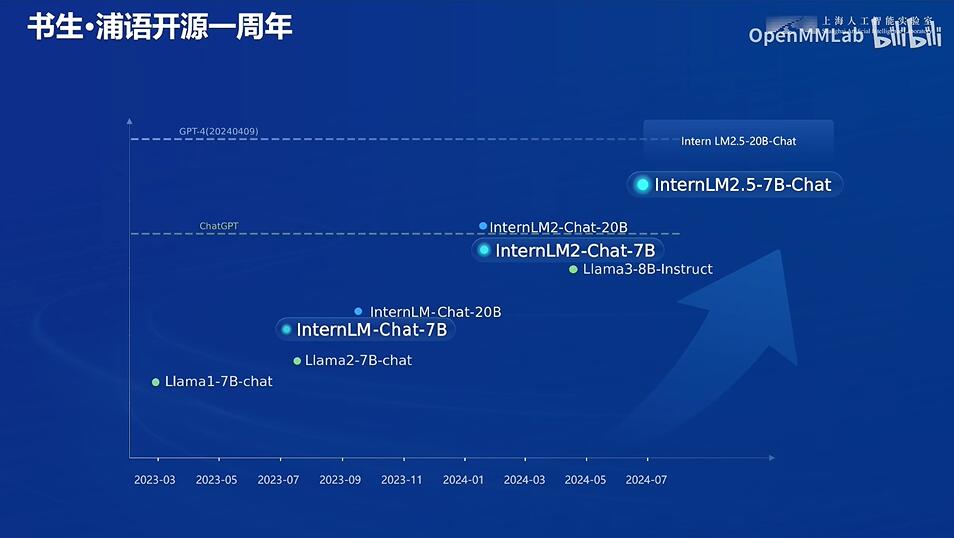 书生·浦语开源一周年
上海人工智能实验室
OpenMMLab bilibili
GPT-4(20240409)
Intern LM2.5-20B-Chat
InternLM2.5-7B-Chat
ChatGPT
InternLM2-Chat-20B
InternLM2-Chat-7B
Llama3-8B-Instruct
InternLM-Chat-20B
InternLM-Chat-7B
Llama2-7B-chat
Llama1-7B-chat
2023-03 2023-05 2023-07 2023-09 2023-11 2024-01 2024-03 2024-05 2024-07